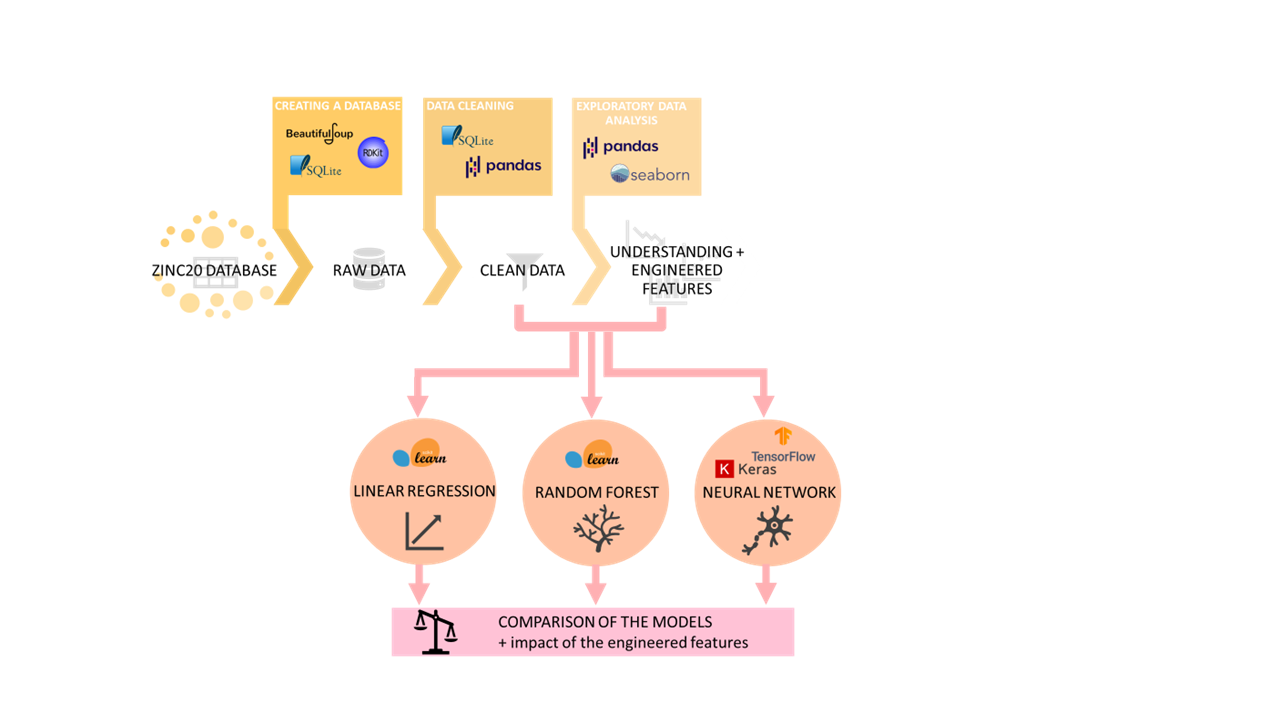 CREATING A DATABASE
BeautifulSoup
RDKit
SQLite
DATA CLEANING
SQLite
pandas
EXPLORATORY DATA
ANALYSIS
pandas
seaborn
ZINC20 DATABASE
RAW DATA
CLEAN DATA
UNDERSTANDING +
ENGINEERED
FEATURES
learn
LINEAR REGRESSION
learn
RANDOM FOREST
TensorFlow
K Keras
NEURAL NETWORK
COMPARISON OF THE MODELS
+ impact of the engineered features